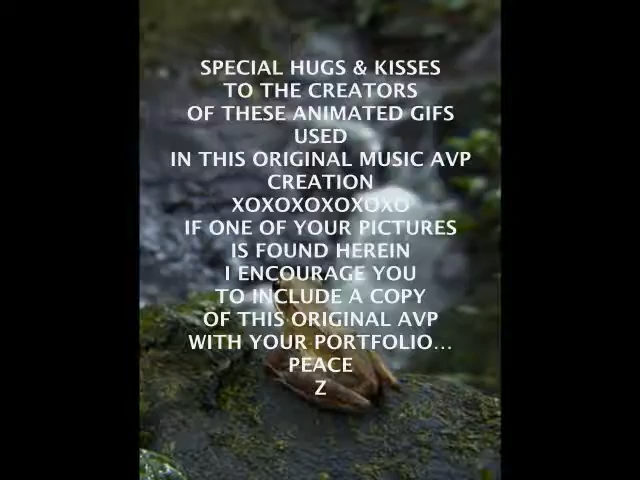 SPECIAL HUGS & KISSES
TO THE CREATORS
OF THESE ANIMATED GIFS
USED
IN THIS ORIGINAL MUSIC AVP
CREATION
XOXOXOXOXOXO
IF ONE OF YOUR PICTURES
IS FOUND HEREIN
I ENCOURAGE YOU
TO INCLUDE A COPY
OF THIS ORIGINAL AVP
WITH YOUR PORTFOLIO...
PEACE
Z